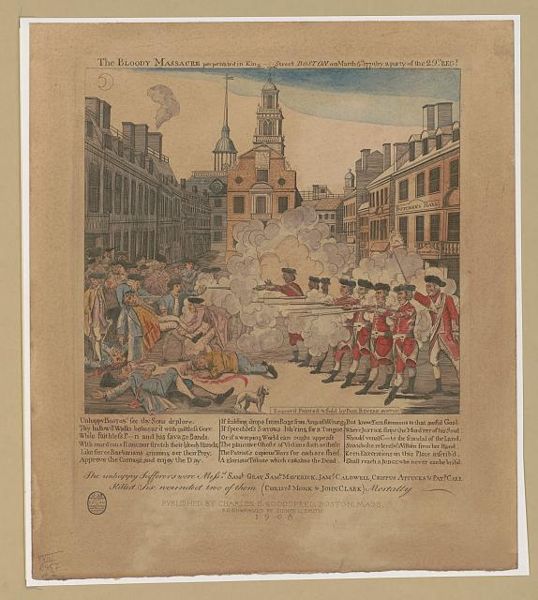 The BLOODY MASSACRE perpetrated in King Street BOSTON on March 5th 1770 by a party of the 29th REGt.
BUTCHER'S HALL
Engrav'd Printed & Sold by PAUL REVERE BOSTON
Unhappy BOSTON! see thy Sons deplore,
Thy hallow'd Walks besmear'd with guiltless Gore:
While faithless P—n and his savage Bands,
With murd'rous Rancour stretch their bloody Hands;
Like fierce Barbarians grinning o'er their Prey,
Approve the Carnage, and enjoy the Day.
If scalding drops from Rage from Anguish Wrung
If speechless Sorrows lab'ring for a Tongue,
Or if a weeping World can ought appease
The plaintive Ghosts of Victims such as these;
The Patriot's copious Tears for each are shed,
A glorious Tribute which embalms the Dead.
But know, FATE summons to that awful Goal,
Where JUSTICE strips the Murd'rer of his Soul:
Should venal C—ts the scandal of the Land,
Snatch the relentless Villain from her Hand,
Keen Execrations on this Plate inscrib'd,
Shall reach a JUDGE who never can be brib'd.
The unhappy Sufferers were Messs. SAML GRAY, SAML MAVERICK, JAMS CALDWELL, CRISPUS ATTUCKS & PATK CARR
Killed. Six wounded; two of them (CHRISTR MONK & JOHN CLARK) Mortally
PUBLISHED BY CHARLES E. GOODSPEED, BOSTON, MASS.
RE-ENGRAVED BY SIDNEY L. SMITH
1908